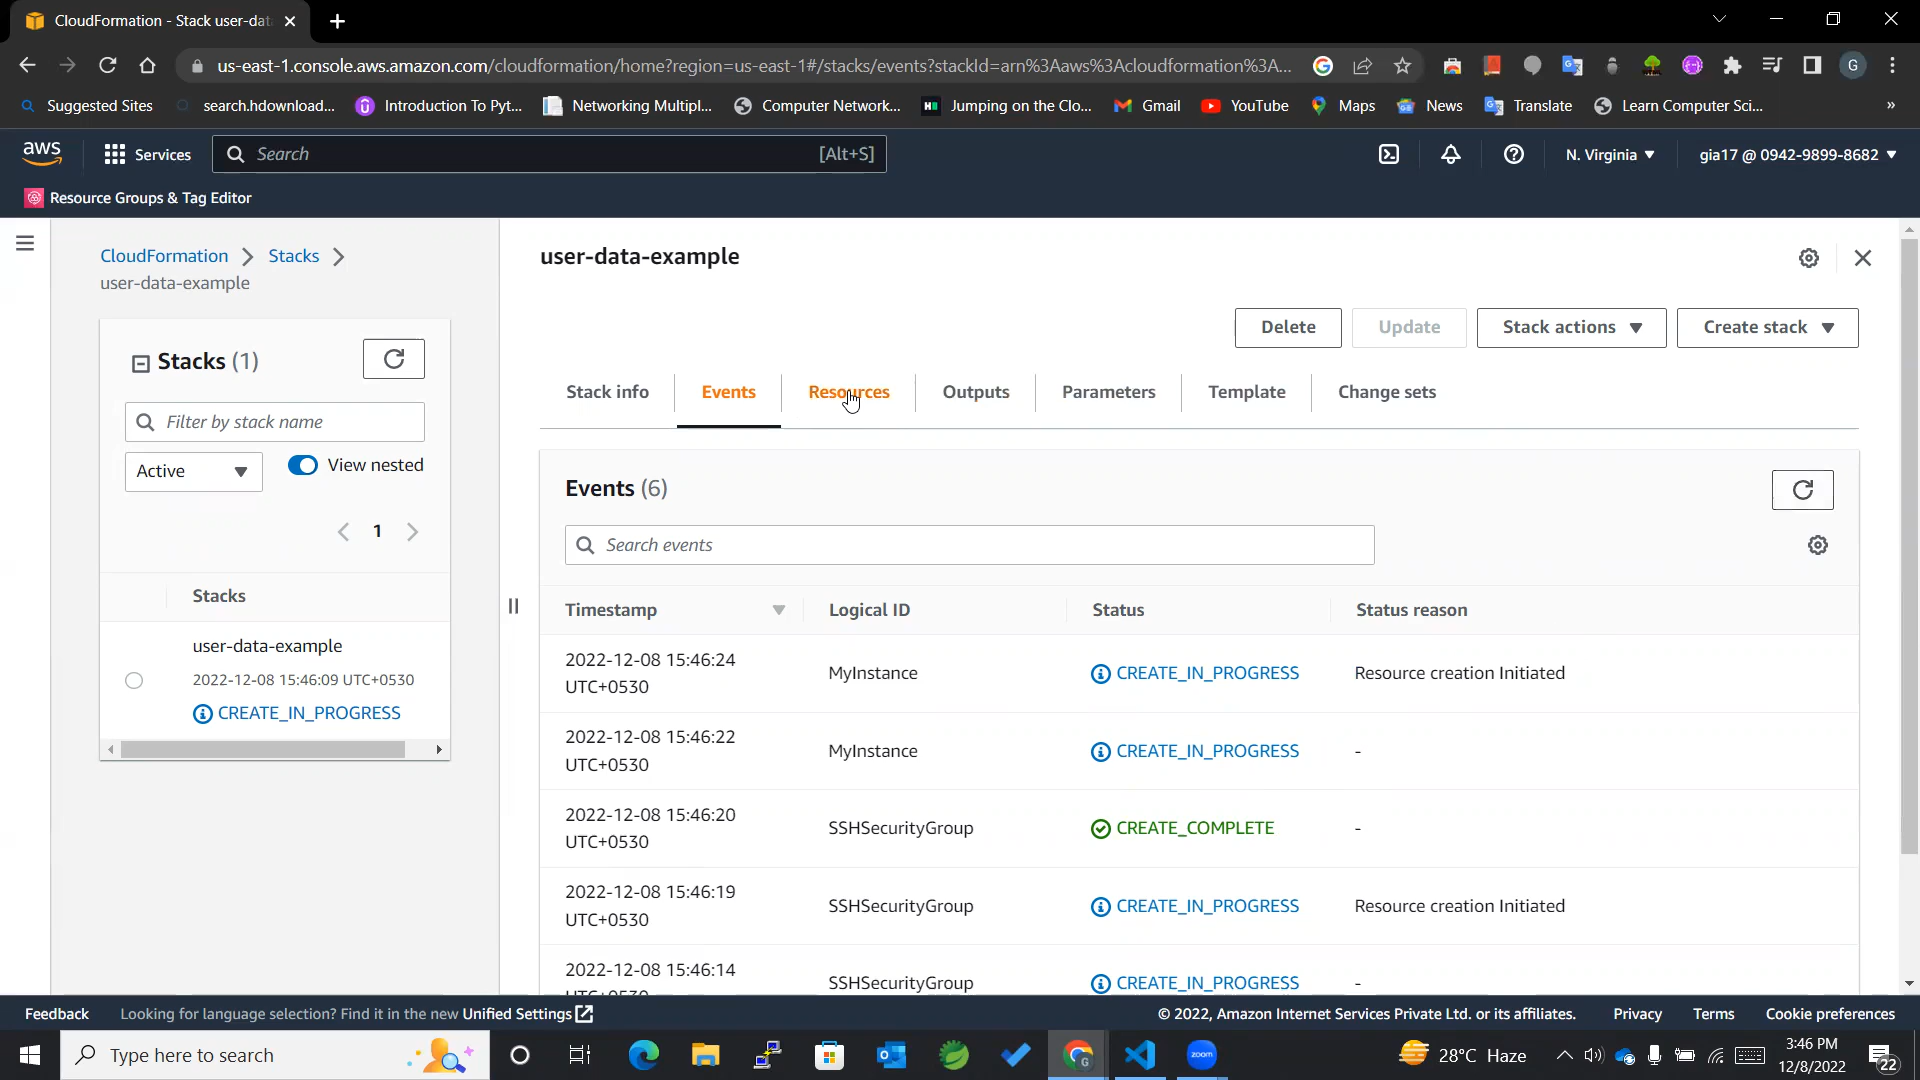 CloudFormation - Stack user-dat
us-east-1.console.aws.amazon.com/cloudformation/home?region=us-east-1#/stacks/events?stackId=arn%3Aaws%3Acloudformation%3A...
G
Suggested Sites
search.hdownload...
Introduction To Pyt...
Networking Multipl...
Computer Network...
Jumping on the Clo...
Gmail
YouTube
Maps
News
Translate
Learn Computer Sci...
»
aws
Services
Search
[Alt+S]
N. Virginia
gia17 @ 0942-9899-8682
Resource Groups & Tag Editor
CloudFormation
Stacks
user-data-example
Stacks (1)
Filter by stack name
Active
View nested
1
Stacks
user-data-example
2022-12-08 15:46:09 UTC+0530
CREATE_IN_PROGRESS
user-data-example
Delete
Update
Stack actions
Create stack
Stack info
Events
Resources
Outputs
Parameters
Template
Change sets
Events (6)
Search events
Timestamp
Logical ID
Status
Status reason
2022-12-08 15:46:24
UTC+0530
MyInstance
CREATE_IN_PROGRESS
Resource creation Initiated
2022-12-08 15:46:22
UTC+0530
MyInstance
CREATE_IN_PROGRESS
-
2022-12-08 15:46:20
UTC+0530
SSHSecurityGroup
CREATE_COMPLETE
-
2022-12-08 15:46:19
UTC+0530
SSHSecurityGroup
CREATE_IN_PROGRESS
Resource creation Initiated
2022-12-08 15:46:14
UTC+0530
SSHSecurityGroup
CREATE_IN_PROGRESS
-
Feedback
Looking for language selection? Find it in the new Unified Settings
© 2022, Amazon Internet Services Private Ltd. or its affiliates.
Privacy
Terms
Cookie preferences
Type here to search
zoom
28°C Haze
3:46 PM
12/8/2022
22